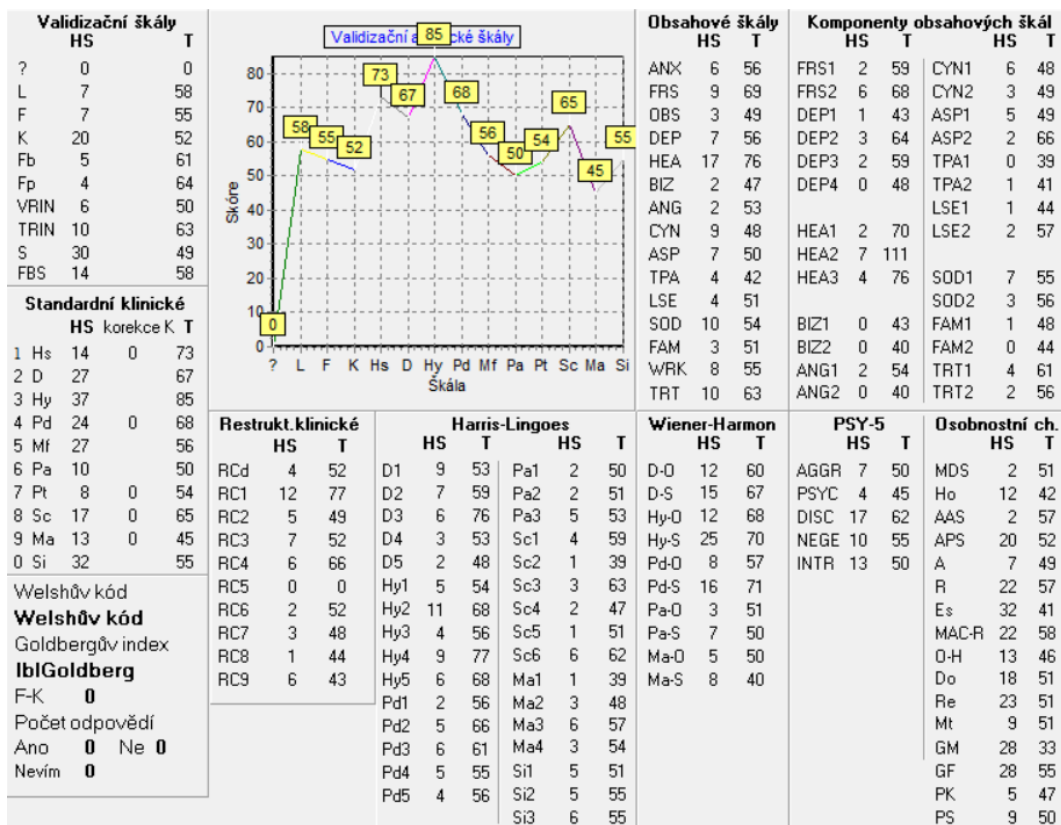 Validizační škály
HS T
? 0 0
L 7 58
F 7 55
K 20 52
Fb 5 61
Fp 4 64
VRIN 6 50
TRIN 10 63
S 30 49
FBS 14 58
Standardní klinické
HS korekce K T
1 Hs 14 0 73
2 D 27 67
3 Hy 37 85
4 Pd 24 0 68
5 Mf 27 56
6 Pa 10 50
7 Pt 8 0 54
8 Sc 17 0 65
9 Ma 13 0 45
0 Si 32 55
Welshův kód
Welshův kód
Goldbergův index
lblGoldberg
F-K 0
Počet odpovědí
Ano 0 Ne 0
Nevím 0
Validizační a
cké škály
85
73
67
68
58
55
52
56
50
54
65
45
55
0
Skóre
80
70
60
50
40
30
20
10
0
? L F K Hs D Hy Pd Mf Pa Pt Sc Ma Si
Škála
Obsahové škály
HS T
ANX 6 56
FRS 9 69
OBS 3 49
DEP 7 56
HEA 17 76
BIZ 2 47
ANG 2 53
CYN 9 48
ASP 7 50
TPA 4 42
LSE 4 51
SOD 10 54
FAM 3 51
WRK 8 55
TRT 10 63
Komponenty obsahových škál
HS T HS T
FRS1 2 59 CYN1 6 48
FRS2 6 68 CYN2 3 49
DEP1 1 43 ASP1 5 49
DEP2 3 64 ASP2 2 66
DEP3 2 59 TPA1 0 39
DEP4 0 48 TPA2 1 41
LSE1 1 44
HEA1 2 70 LSE2 2 57
HEA2 7 111
HEA3 4 76 SOD1 7 55
SOD2 3 56
BIZ1 0 43 FAM1 1 48
BIZ2 0 40 FAM2 0 44
ANG1 2 54 TRT1 4 61
ANG2 0 40 TRT2 2 56
Restrukt.klinické
HS T
RCd 4 52
RC1 12 77
RC2 5 49
RC3 7 52
RC4 6 66
RC5 0 0
RC6 2 52
RC7 3 48
RC8 1 44
RC9 6 43
Harris-Lingoes
HS T HS T
D1 9 53 Pa1 2 50
D2 7 59 Pa2 2 51
D3 6 76 Pa3 5 53
D4 3 53 Sc1 4 59
D5 2 48 Sc2 1 39
Hy1 5 54 Sc3 3 63
Hy2 11 68 Sc4 2 47
Hy3 4 56 Sc5 1 51
Hy4 9 77 Sc6 6 62
Hy5 6 68 Ma1 1 39
Pd1 2 56 Ma2 3 48
Pd2 5 66 Ma3 6 57
Pd3 6 61 Ma4 3 54
Pd4 5 55 Si1 5 51
Pd5 4 56 Si2 5 55
Si3 6 55
Wiener-Harmon
HS T
D-O 12 60
D-S 15 67
Hy-O 12 68
Hy-S 25 70
Pd-O 8 57
Pd-S 16 71
Pa-O 3 51
Pa-S 7 50
Ma-O 5 50
Ma-S 8 40
PSY-5
HS T
AGGR 7 50
PSYC 4 45
DISC 17 62
NEGE 10 55
INTR 13 50
Osobnostní ch.
HS T
MDS 2 51
Ho 12 42
AAS 2 57
APS 20 52
A 7 49
R 22 57
Es 32 41
MAC-R 22 58
O-H 13 46
Do 18 51
Re 23 51
Mt 9 51
GM 28 33
GF 28 55
PK 5 47
PS 9 50